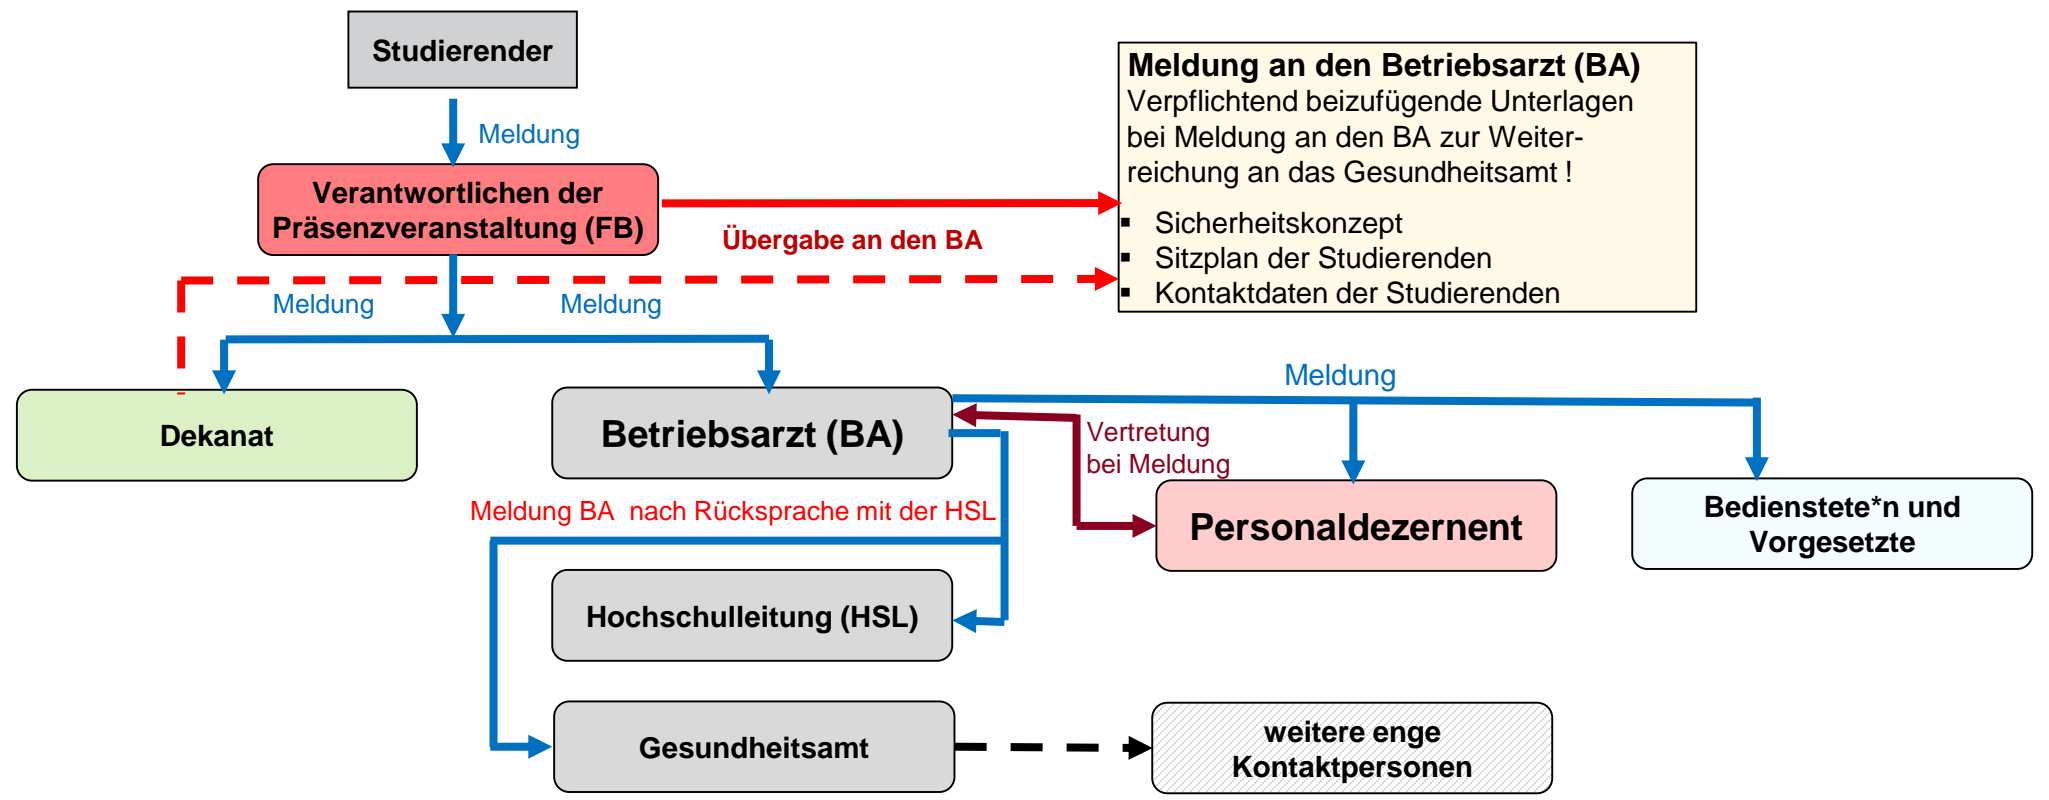 Studierender
Meldung an den Betriebsarzt (BA)
Verpflichtend beizufügende Unterlagen
bei Meldung an den BA zur Weiter-
reichung an das Gesundheitsamt !
▪ Sicherheitskonzept
▪ Sitzplan der Studierenden
▪ Kontaktdaten der Studierenden
Meldung
Verantwortlichen der
Präsenzveranstaltung (FB)
Übergabe an den BA
Meldung
Meldung
Meldung
Dekanat
Betriebsarzt (BA)
Vertretung
bei Meldung
Meldung BA nach Rücksprache mit der HSL
Personaldezernent
Bedienstete*n und
Vorgesetzte
Hochschulleitung (HSL)
Gesundheitsamt
weitere enge
Kontaktpersonen